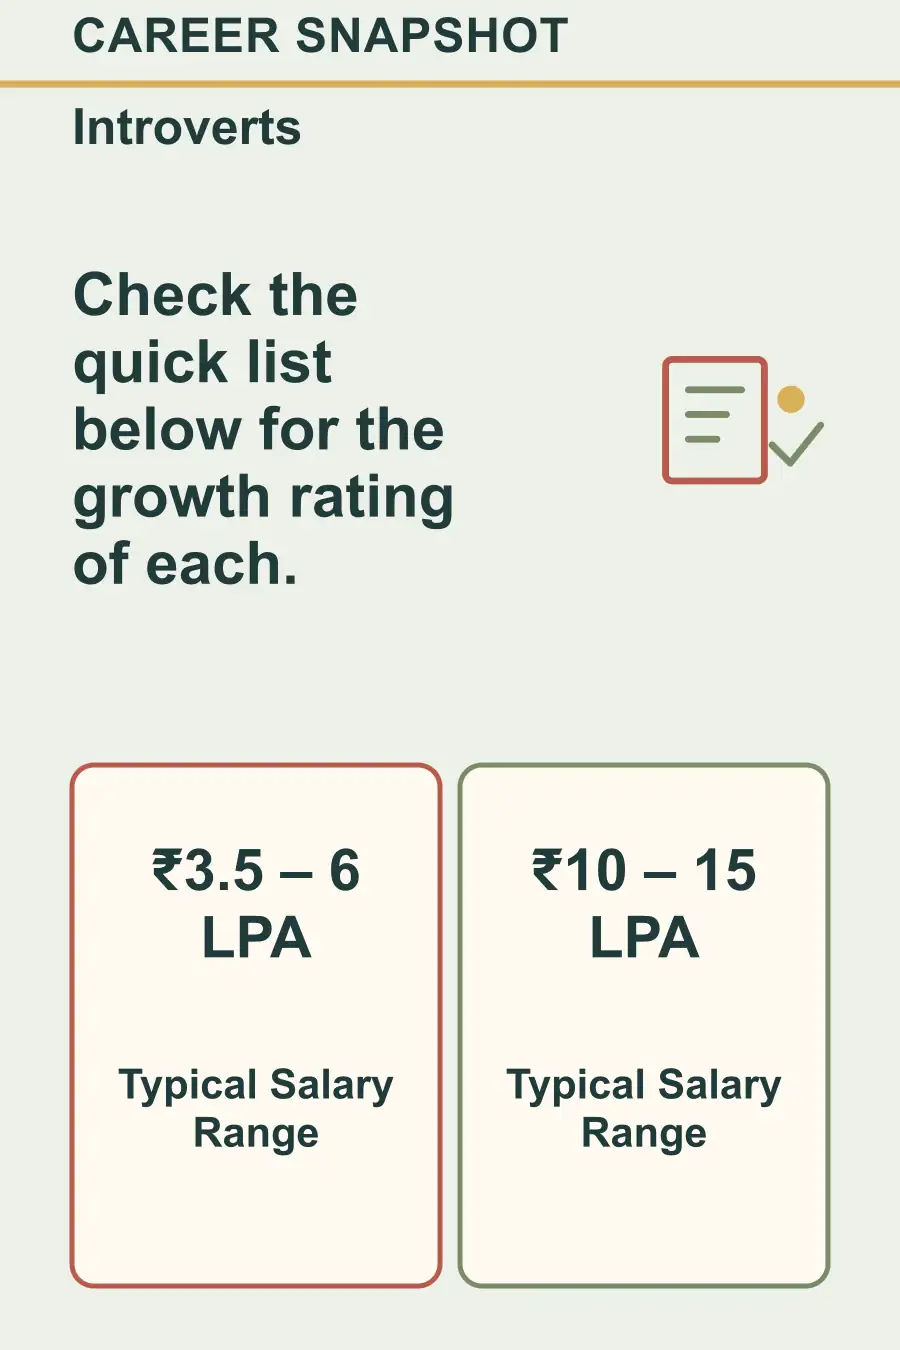 CAREER SNAPSHOT
Introverts
Check the
quick list
below for the
growth rating
of each.
₹3.5 – 6
LPA
Typical Salary
Range
₹10 – 15
LPA
Typical Salary
Range